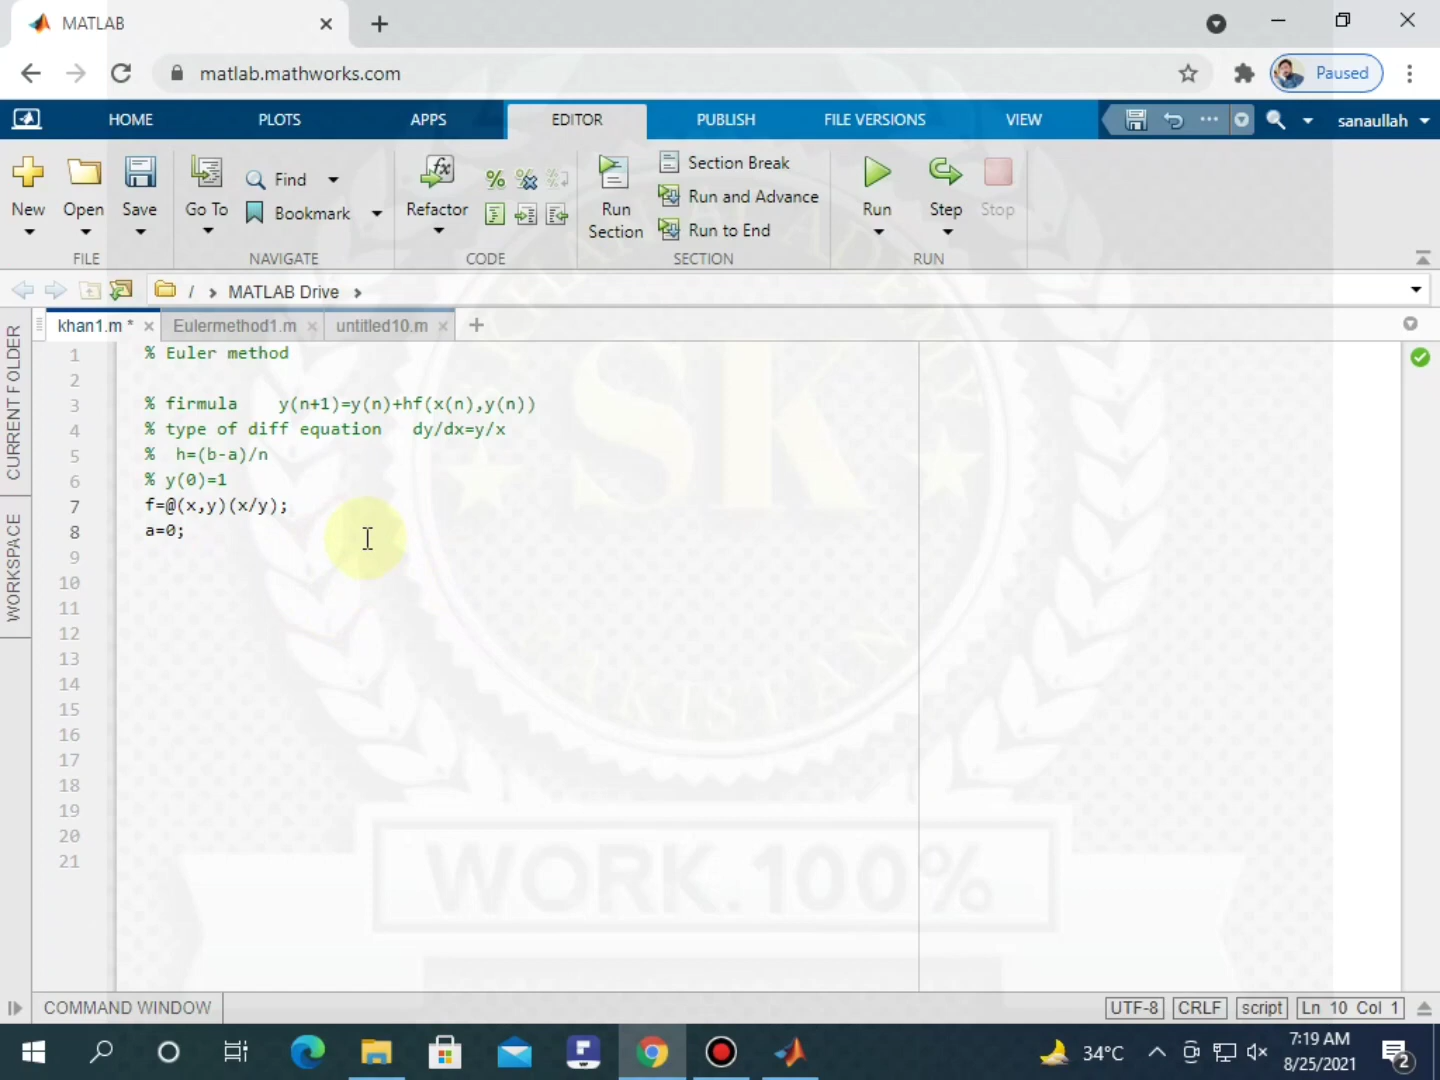 MATLAB
matlab.mathworks.com
Paused
HOME PLOTS APPS EDITOR PUBLISH FILE VERSIONS VIEW sanaullah
New Open Save
FILE
Go To Find Bookmark
NAVIGATE
Refactor
CODE
Run Section
Section Break
Run and Advance
Run to End
SECTION
Run Step Stop
RUN
/ > MATLAB Drive >
khan1.m * Eulermethod1.m untitled10.m
CURRENT FOLDER
WORKSPACE
1 % Euler method
2
3 % firmula    y(n+1)=y(n)+hf(x(n),y(n))
4 % type of diff equation   dy/dx=y/x
5 %  h=(b-a)/n
6 % y(0)=1
7 f=@(x,y)(x/y);
8 a=0;
9
10
11
12
13
14
15
16
17
18
19
20
21
SK
PAKISTAN
WORK.100%
COMMAND WINDOW
UTF-8 CRLF script Ln 10 Col 1
34°C
7:19 AM
8/25/2021
2